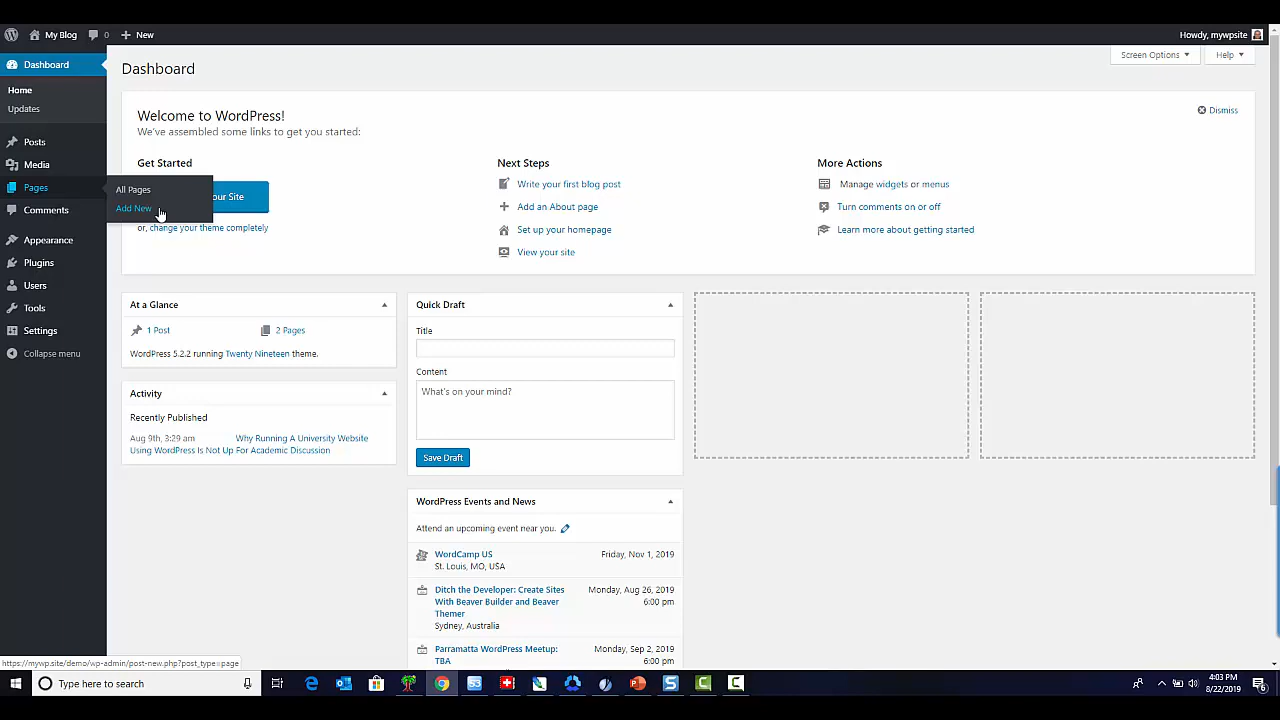 My Blog 0 New Howdy, mywpsite
Dashboard
Home
Updates
Posts
Media
Pages
All Pages
Add New
Comments
Appearance
Plugins
Users
Tools
Settings
Collapse menu
Dashboard
Screen Options Help
Welcome to WordPress!
We've assembled some links to get you started:
Dismiss
Get Started
our Site
or, change your theme completely
Next Steps
Write your first blog post
Add an About page
Set up your homepage
View your site
More Actions
Manage widgets or menus
Turn comments on or off
Learn more about getting started
At a Glance
1 Post 2 Pages
WordPress 5.2.2 running Twenty Nineteen theme.
Activity
Recently Published
Aug 9th, 3:29 am Why Running A University Website
Using WordPress Is Not Up For Academic Discussion
Quick Draft
Title
Content
What's on your mind?
Save Draft
WordPress Events and News
Attend an upcoming event near you.
WordCamp US Friday, Nov 1, 2019
St. Louis, MO, USA
Ditch the Developer: Create Sites Monday, Aug 26, 2019
With Beaver Builder and Beaver 6:00 pm
Themer
Sydney, Australia
Parramatta WordPress Meetup: Monday, Sep 2, 2019
TBA 6:00 pm
https://mywp.site/demo/wp-admin/post-new.php?post_type=page
Type here to search
4:03 PM
8/22/2019